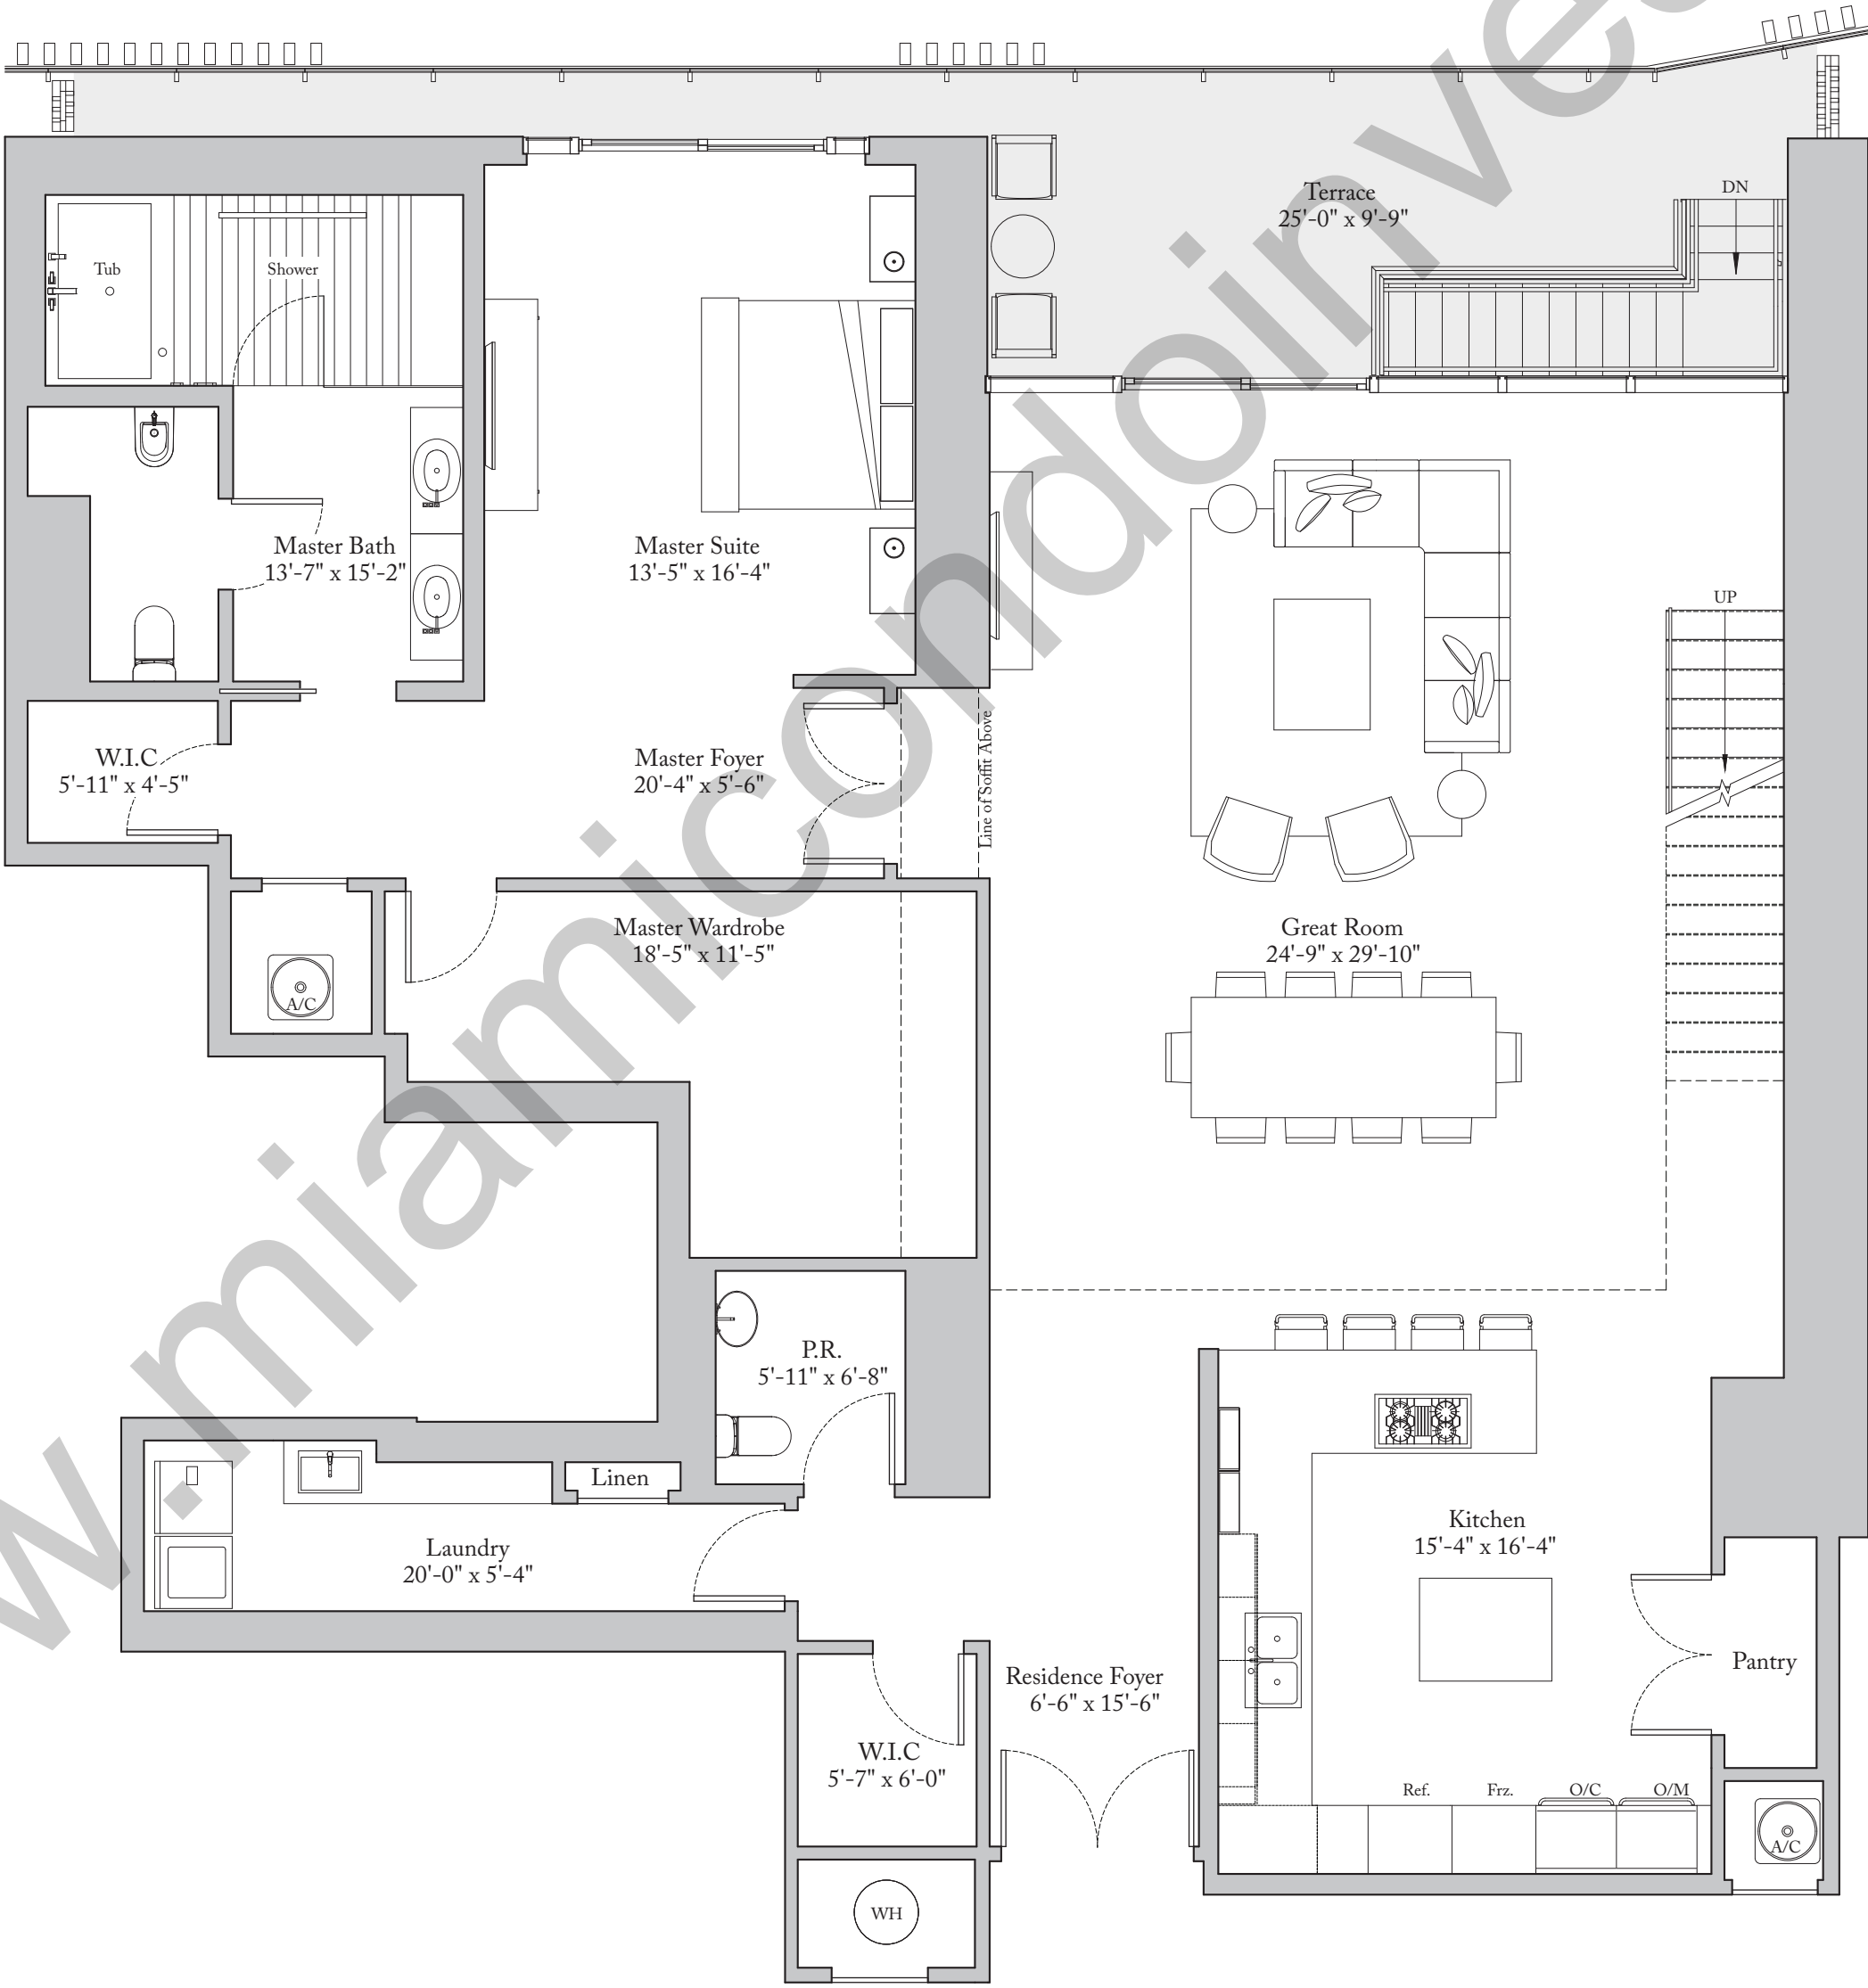 DN
Terrace
25'-0" x 9'-9"
Tub
Shower
Master Bath
13'-7" x 15'-2"
Master Suite
13'-5" x 16'-4"
UP
W.I.C
5'-11" x 4'-5"
Master Foyer
20'-4" x 5'-6"
Line of Soffit Above
Master Wardrobe
18'-5" x 11'-5"
Great Room
24'-9" x 29'-10"
A/C
P.R.
5'-11" x 6'-8"
Linen
Laundry
20'-0" x 5'-4"
Kitchen
15'-4" x 16'-4"
Pantry
Residence Foyer
6'-6" x 15'-6"
W.I.C
5'-7" x 6'-0"
Ref.
Frz.
O/C
O/M
A/C
WH
w.miamicondoinve